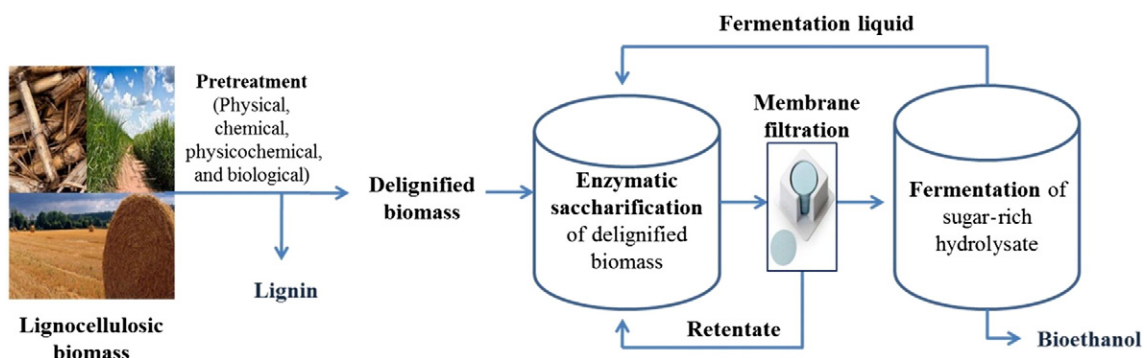 Fermentation liquid
Pretreatment
(Physical,
chemical,
physicochemical,
and biological)
Membrane
filtration
Delignified
biomass
Enzymatic
saccharification
of delignified
biomass
Fermentation of
sugar-rich
hydrolysate
Lignin
Lignocellulosic
biomass
Retentate
Bioethanol